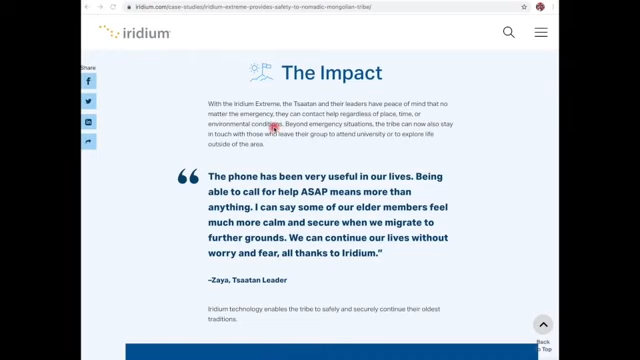 iridium.com/case-studies/iridium-extreme-provides-safety-to-nomadic-mongolian-tribe/
iridium
Share
The Impact
With the Iridium Extreme, the Tsaatan and their leaders have peace of mind that no
matter the emergency, they can contact help regardless of place, time, or
environmental conditions. Beyond emergency situations, the tribe can now also stay
in touch with those who leave their group to attend university or to explore life
outside of the area.
“The phone has been very useful in our lives. Being
able to call for help ASAP means more than
anything. I can say some of our elder members feel
much more calm and secure when we migrate to
further grounds. We can continue our lives without
worry and fear, all thanks to Iridium.”
–Zaya, Tsaatan Leader
Iridium technology enables the tribe to safely and securely continue their oldest
traditions.
Back
to Top